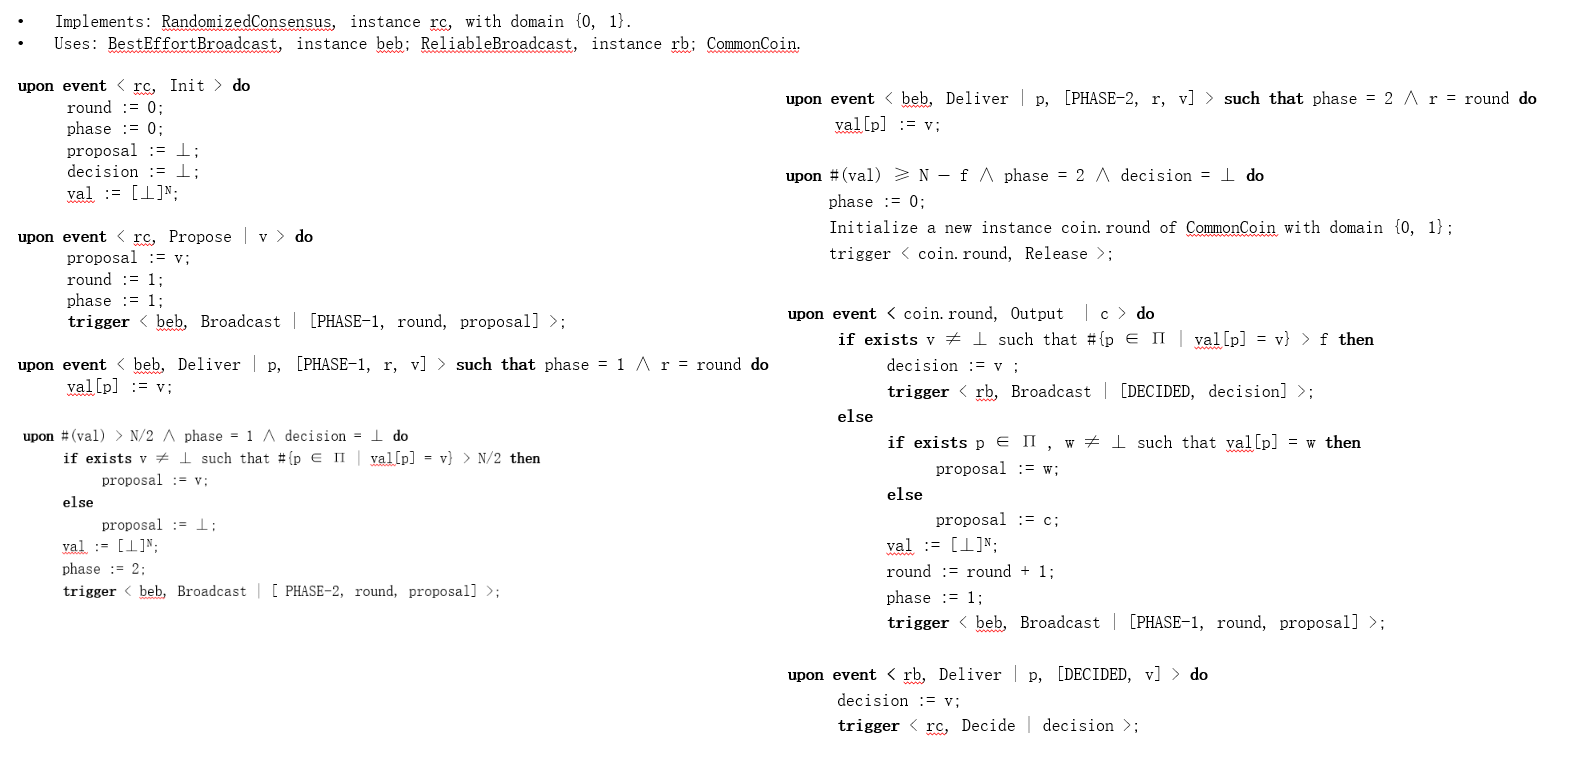 • Implements: RandomizedConsensus, instance rc, with domain {0, 1}.
• Uses: BestEffortBroadcast, instance beb; ReliableBroadcast, instance rb; CommonCoin.
upon event < rc, Init > do
round := 0;
phase := 0;
proposal := ⊥;
decision := ⊥;
val := [⊥]ᴺ;
upon event < rc, Propose | v > do
proposal := v;
round := 1;
phase := 1;
trigger < beb, Broadcast | [PHASE-1, round, proposal] >;
upon event < beb, Deliver | p, [PHASE-1, r, v] > such that phase = 1 ∧ r = round do
val[p] := v;
upon #(val) > N/2 ∧ phase = 1 ∧ decision = ⊥ do
if exists v ≠ ⊥ such that #{p ∈ Π | val[p] = v} > N/2 then
proposal := v;
else
proposal := ⊥;
val := [⊥]ᴺ;
phase := 2;
trigger < beb, Broadcast | [ PHASE-2, round, proposal] >;
upon event < beb, Deliver | p, [PHASE-2, r, v] > such that phase = 2 ∧ r = round do
val[p] := v;
upon #(val) ⩾ N − f ∧ phase = 2 ∧ decision = ⊥ do
phase := 0;
Initialize a new instance coin.round of CommonCoin with domain {0, 1};
trigger < coin.round, Release >;
upon event < coin.round, Output | c > do
if exists v ≠ ⊥ such that #{p ∈ Π | val[p] = v} > f then
decision := v ;
trigger < rb, Broadcast | [DECIDED, decision] >;
else
if exists p ∈ Π , w ≠ ⊥ such that val[p] = w then
proposal := w;
else
proposal := c;
val := [⊥]ᴺ;
round := round + 1;
phase := 1;
trigger < beb, Broadcast | [PHASE-1, round, proposal] >;
upon event < rb, Deliver | p, [DECIDED, v] > do
decision := v;
trigger < rc, Decide | decision >;